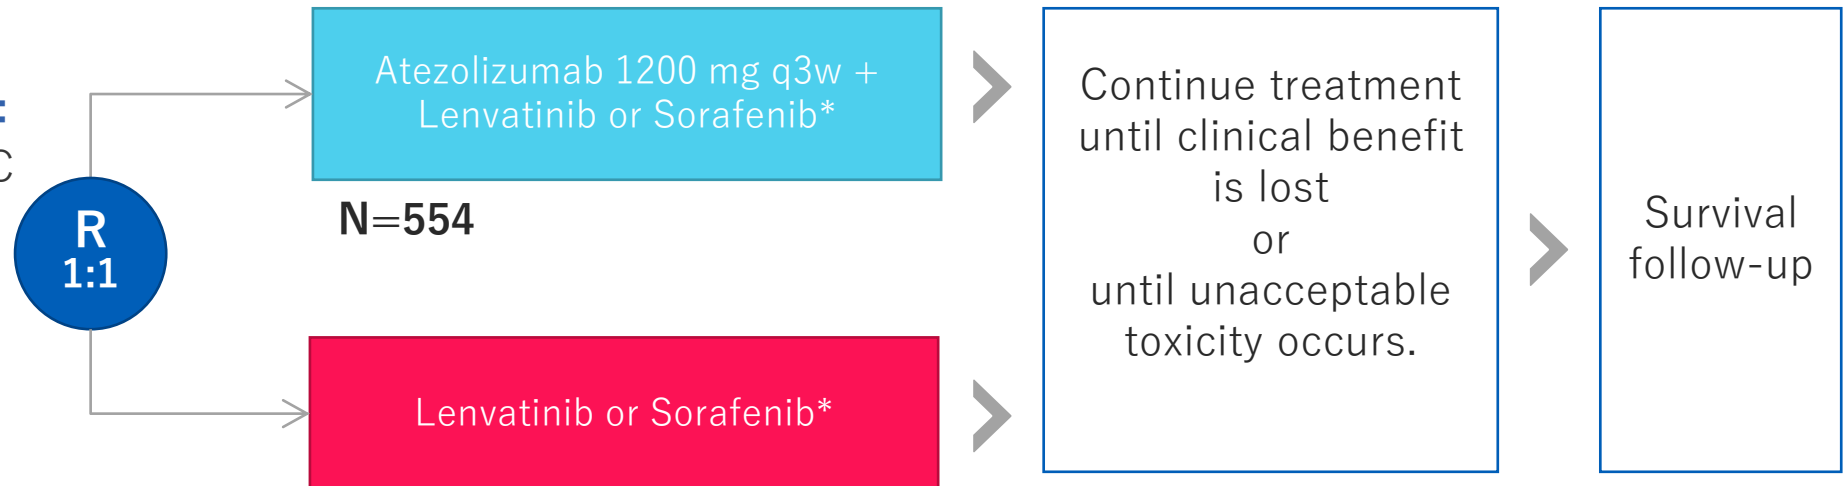 :
C
R
1:1
Atezolizumab 1200 mg q3w +
Lenvatinib or Sorafenib*
N=554
Lenvatinib or Sorafenib*
Continue treatment
until clinical benefit
is lost
or
until unacceptable
toxicity occurs.
Survival
follow-up